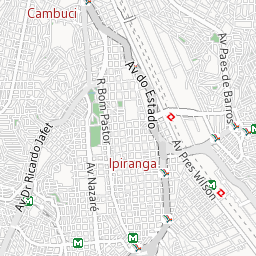 Cambuci
Av Paes de Barros
Av do Estado
R.Bom Pastor
Av Dr Ricardo Jafet
Ipiranga
Av Pres Wilson
Av Nazaré
M
M
M